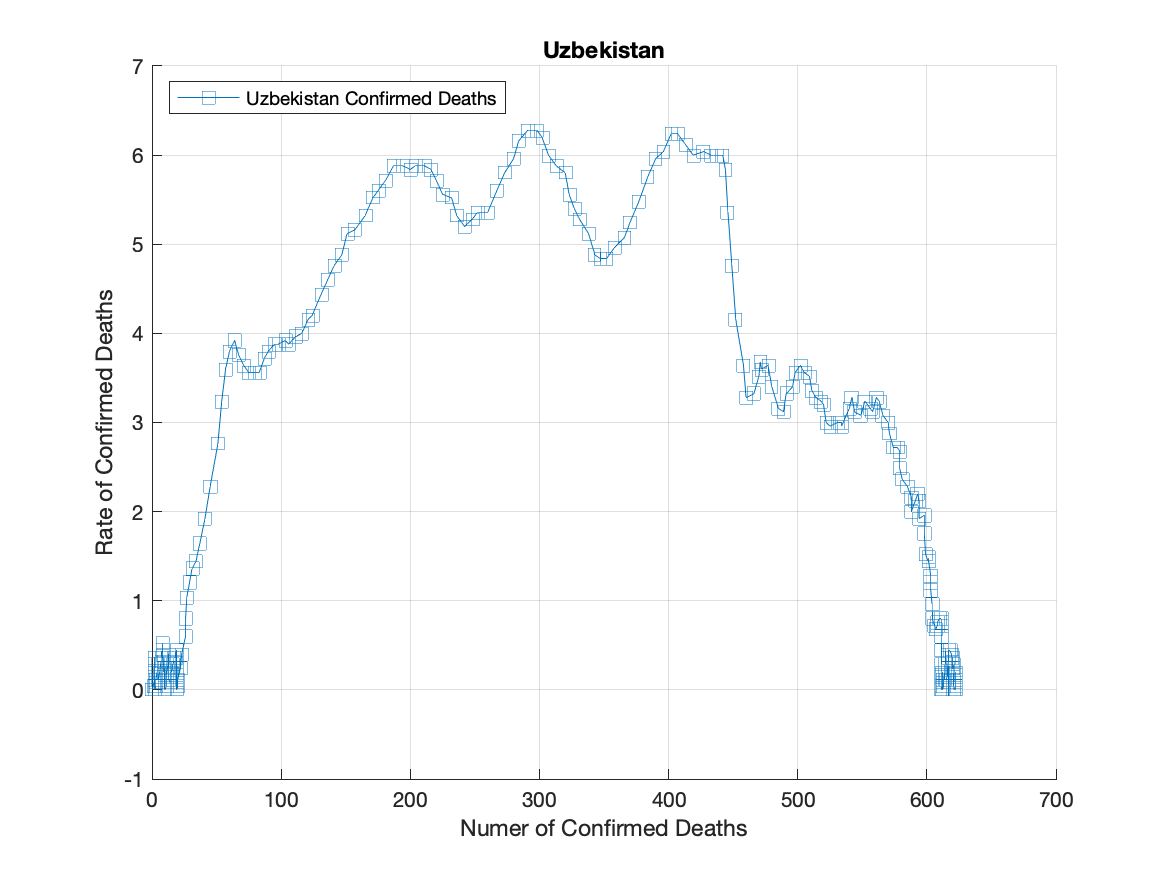 Uzbekistan
7
Uzbekistan Confirmed Deaths
6
5
4
3
2
1
0
-1
Rate of Confirmed Deaths
0 100 200 300 400 500 600 700
Numer of Confirmed Deaths